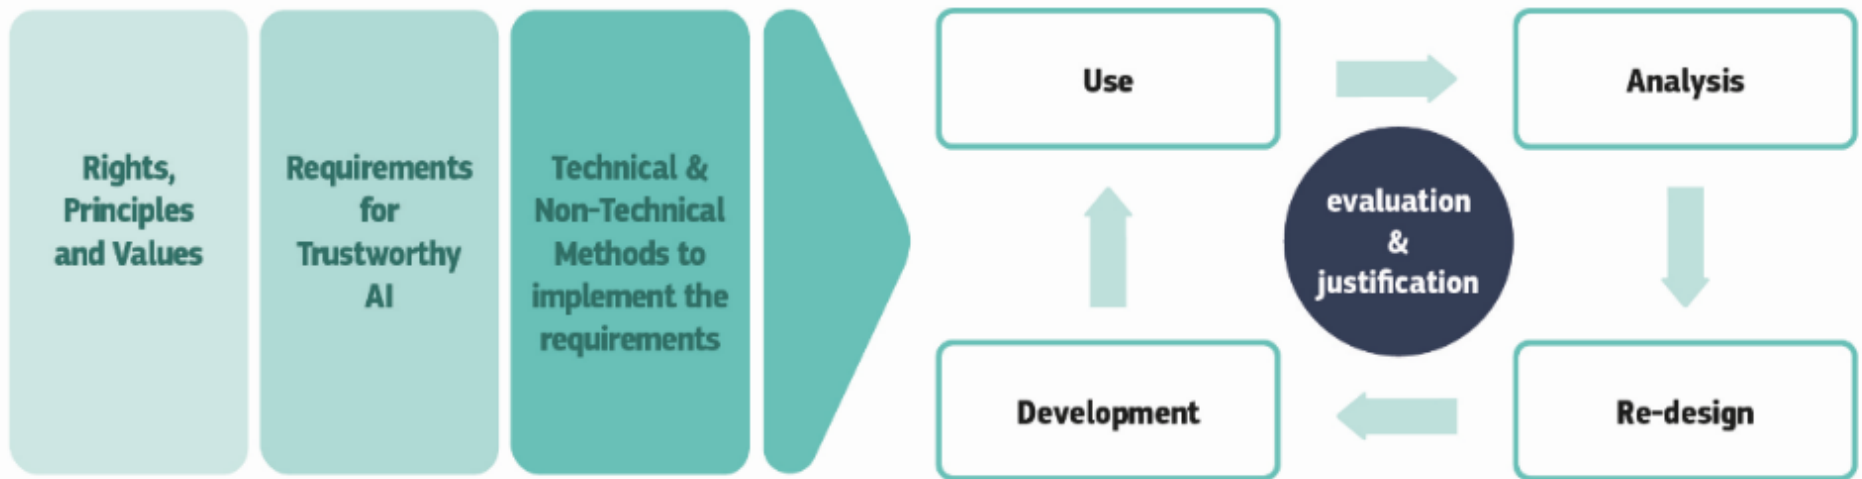 Rights,
Principles
and Values
Requirements
for
Trustworthy
AI
Technical &
Non-Technical
Methods to
implement the
requirements
Use
Analysis
evaluation
&
justification
Development
Re-design